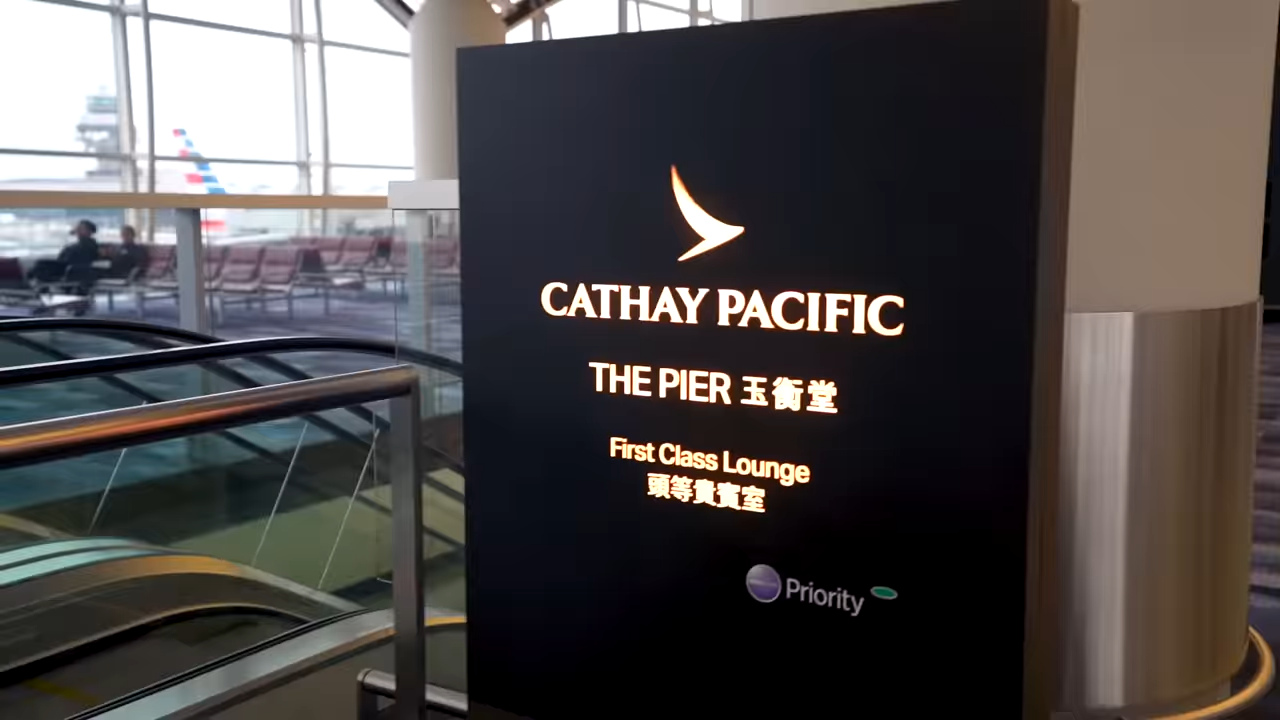 CATHAY PACIFIC
THE PIER 玉衡堂
First Class Lounge
頭等貴賓室
Priority